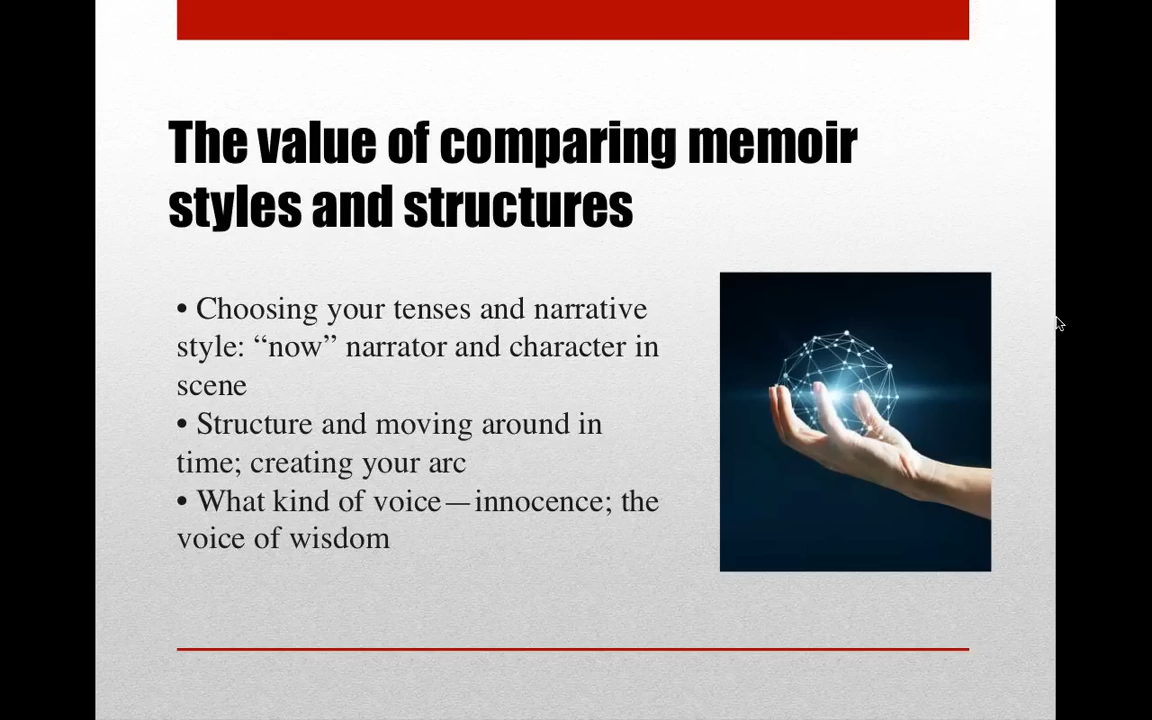 The value of comparing memoir
styles and structures
• Choosing your tenses and narrative
style: “now” narrator and character in
scene
• Structure and moving around in
time; creating your arc
• What kind of voice—innocence; the
voice of wisdom